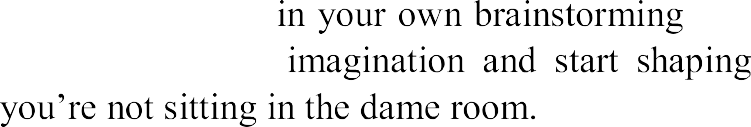 in your own brainstorming
imagination and start shaping
you're not sitting in the dame room.